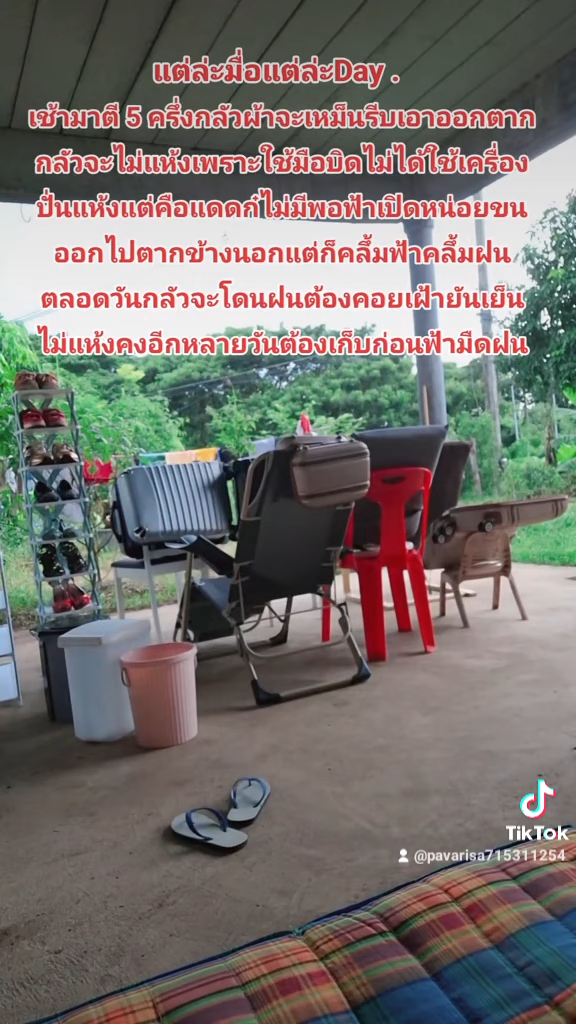 แต่ล่ะมื่อแต่ล่ะDay .
เช้ามาตี 5 ครึ่งกลัวผ้าจะเหม็นรีบเอาออกตาก
กลัวจะไม่แห้งเพราะใช้มือบิดไม่ได้ใช้เครื่อง
ปั่นแห้งแต่คือแดดก๋ไม่มีพอฟ้าเปิดหน่อยขน
ออกไปตากข้างนอกแต่ก็คลื้มฟ้าคลื้มฝน
ตลอดวันกลัวจะโดนฝนต้องคอยเฝ้ายันเย็น
ไม่แห้งคงอีกหลายวันต้องเก็บก่อนฟ้ามืดฝน
TikTok
@pavarisa715311254